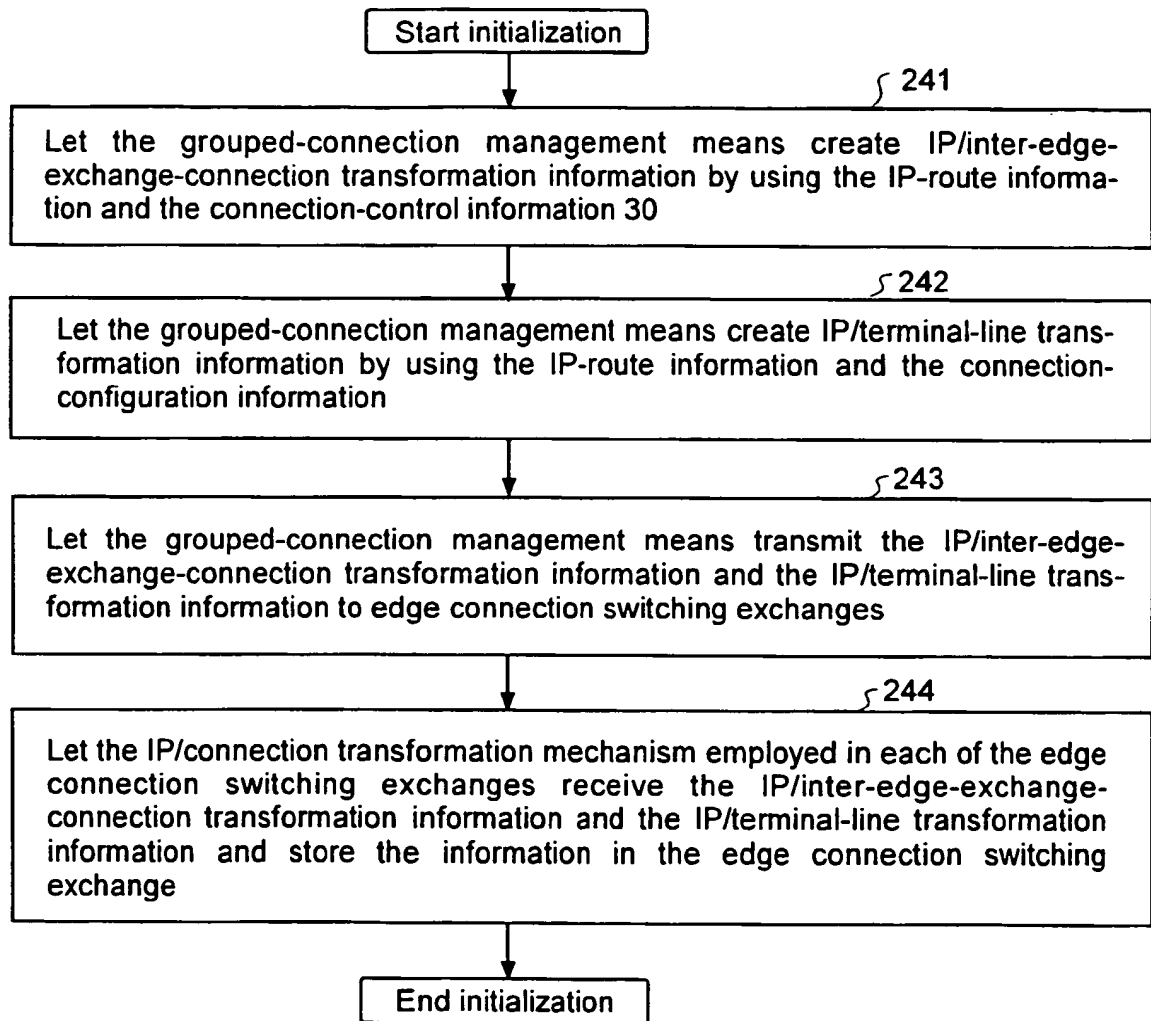 Start initialization
241
Let the grouped-connection management means create IP/inter-edge-
exchange-connection transformation information by using the IP-route informa-
tion and the connection-control information 30
242
Let the grouped-connection management means create IP/terminal-line trans-
formation information by using the IP-route information and the connection-
configuration information
243
Let the grouped-connection management means transmit the IP/inter-edge-
exchange-connection transformation information and the IP/terminal-line trans-
formation information to edge connection switching exchanges
244
Let the IP/connection transformation mechanism employed in each of the edge
connection switching exchanges receive the IP/inter-edge-exchange-
connection transformation information and the IP/terminal-line transformation
information and store the information in the edge connection switching
exchange
End initialization